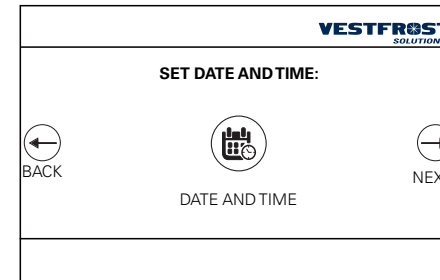 VESTFROST
SOLUTION
SET DATE AND TIME:
BACK
NEX
DATE AND TIME